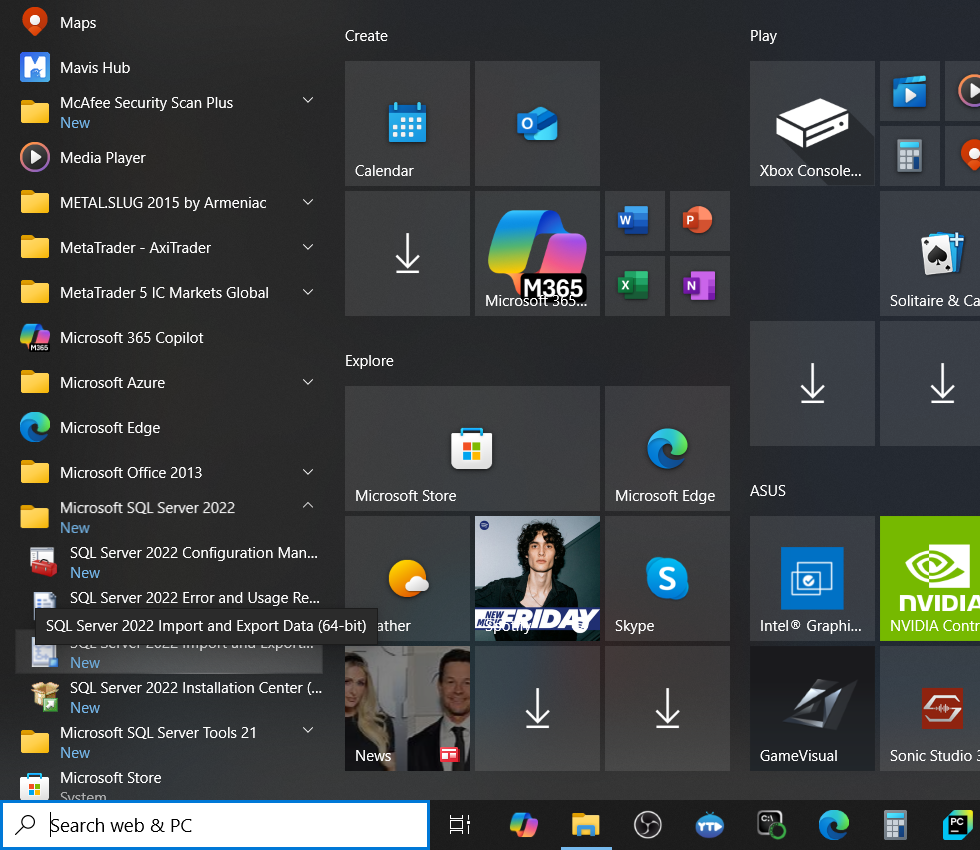 Maps
Mavis Hub
McAfee Security Scan Plus
New
Media Player
METAL.SLUG 2015 by Armeniac
MetaTrader - AxiTrader
MetaTrader 5 IC Markets Global
M365
Microsoft 365 Copilot
Microsoft Azure
Microsoft Edge
Microsoft Office 2013
Microsoft SQL Server 2022
New
SQL Server 2022 Configuration Man...
New
SQL Server 2022 Error and Usage Re...
SQL Server 2022 Import and Export Data (64-bit)
SQL Server 2022 Import and Export...
New
SQL Server 2022 Installation Center (...
New
Microsoft SQL Server Tools 21
New
Microsoft Store
System
Create
Calendar
O
M365
Microsoft 365...
W
P
X
N
Explore
Microsoft Store
Microsoft Edge
ather
NEW MUSIC
FRIDAY
Spotify
S
Skype
News
Play
Xbox Console...
Solitaire & Ca
ASUS
Intel® Graphi...
NVIDIA
NVIDIA Contr
GameVisual
Sonic Studio 3
Search web & PC
YTD
C:\
PC